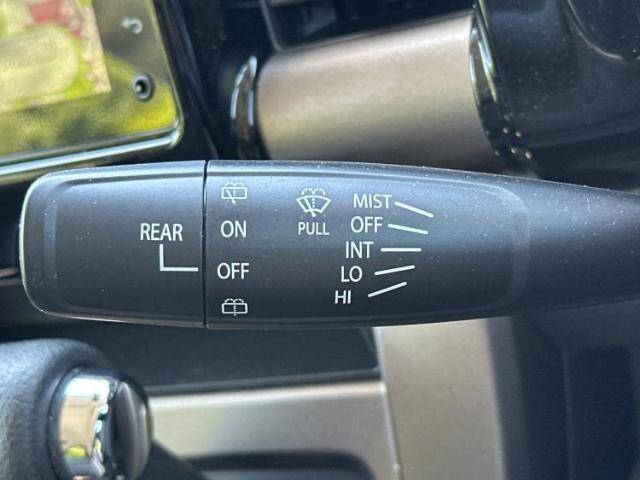 REAR
ON
OFF
PULL
MIST
OFF
INT
LO
HI